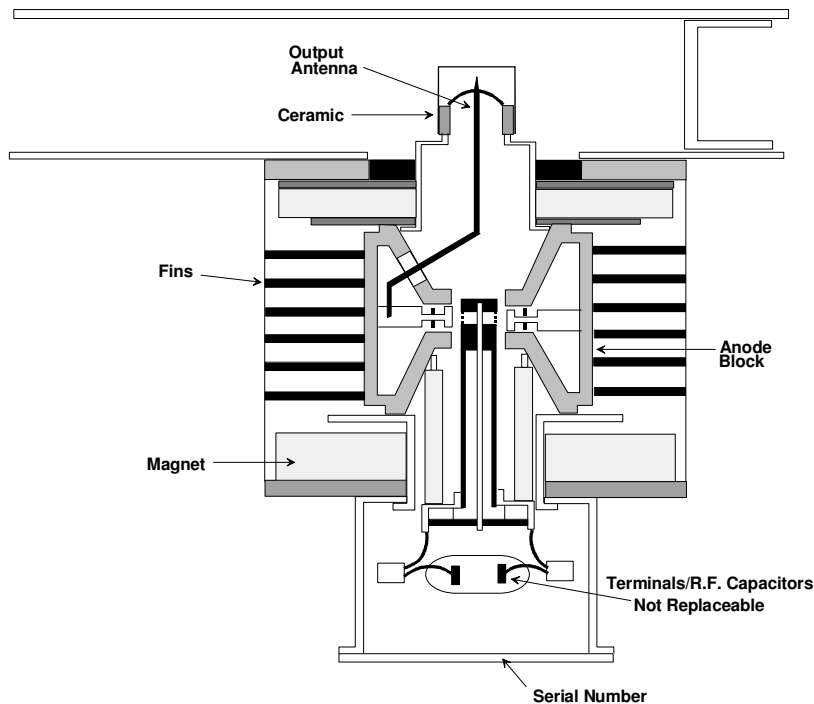 Output
Antenna
Ceramic
Fins
Anode
Block
Magnet
Terminals/R.F. Capacitors
Not Replaceable
Serial Number